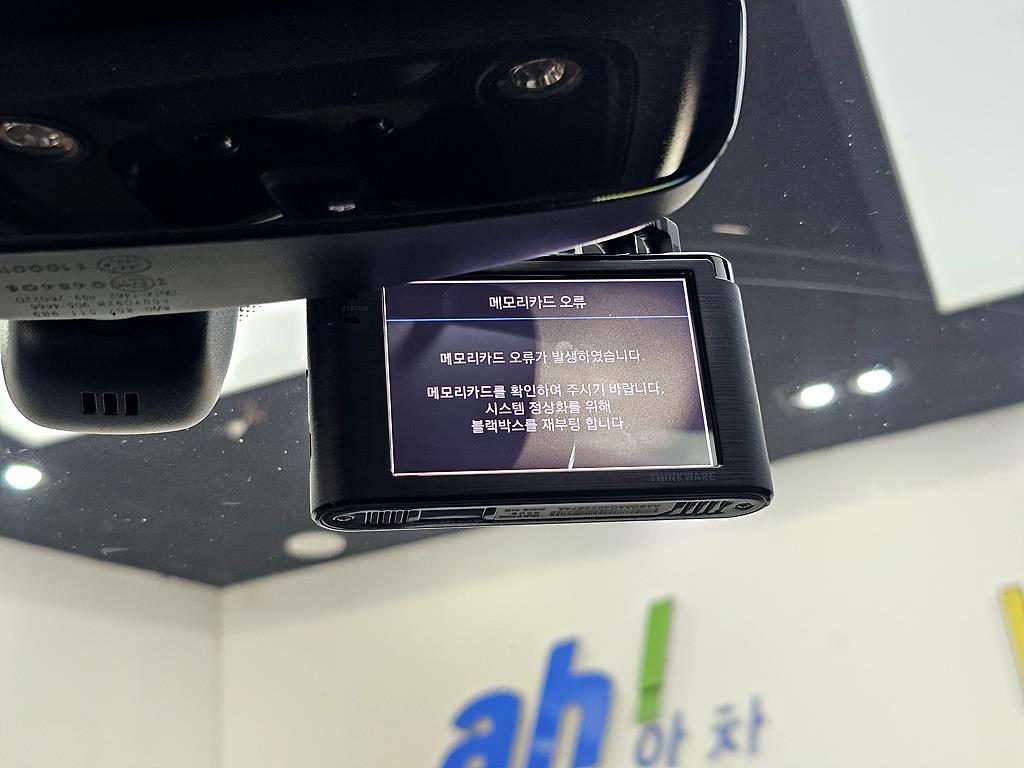 STATUS
메모리카드 오류
메모리카드 오류가 발생하였습니다.
메모리카드를 확인하여 주시기 바랍니다.
시스템 정상화를 위해
블랙박스를 재부팅 합니다.
THINKWARE
ah!
아차